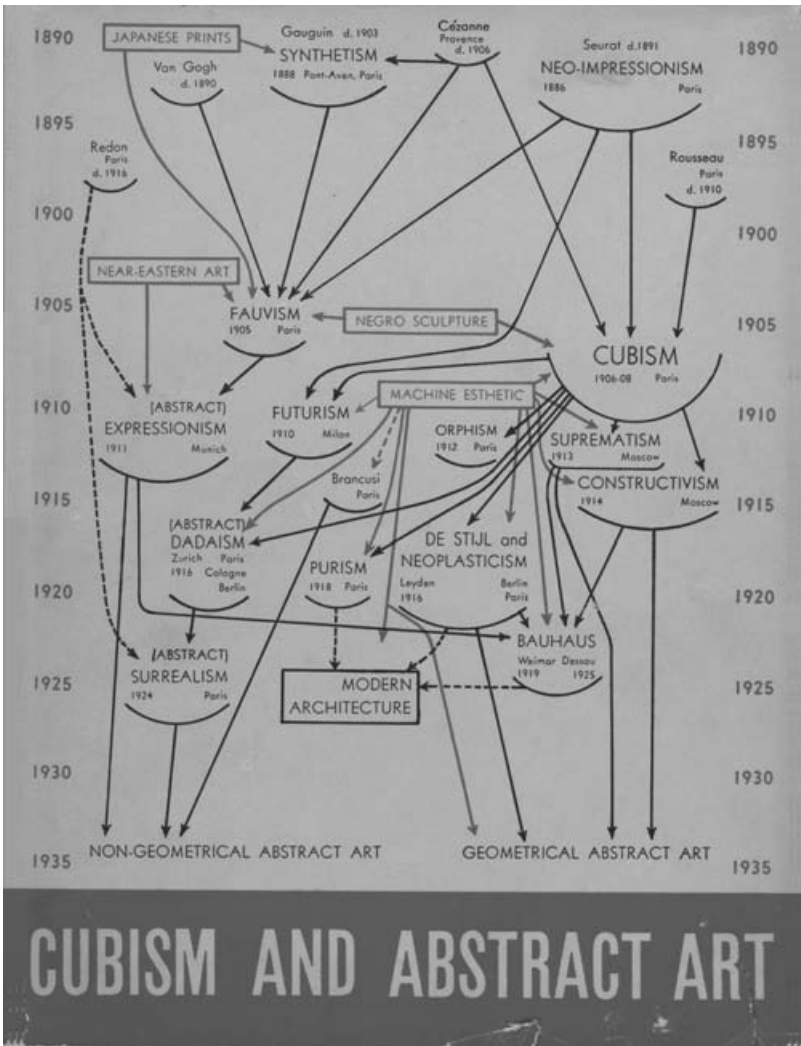 1890
JAPANESE PRINTS
Gauguin d. 1903
SYNTHETISM
1888 Pont-Aven, Paris
Cézanne
Provence
d. 1906
Seurat d.1891
NEO-IMPRESSIONISM
1886 Paris
1890
Van Gogh
d. 1890
1895
1895
Redon
Paris
d. 1916
Rousseau
Paris
d. 1910
1900
1900
NEAR-EASTERN ART
1905
FAUVISM
1905 Paris
NEGRO SCULPTURE
1905
CUBISM
1906-08 Paris
1910
(ABSTRACT)
EXPRESSIONISM
1911 Munich
FUTURISM
1910 Milan
MACHINE ESTHETIC
ORPHISM
1912 Paris
SUPREMATISM
1913 Moscow
1910
Brancusi
Paris
CONSTRUCTIVISM
1914 Moscow
1915
1915
(ABSTRACT)
DADAISM
Zurich Paris
1916 Cologne
Berlin
PURISM
1918 Paris
DE STIJL and
NEOPLASTICISM
Leyden Berlin
1916 Paris
1920
1920
BAUHAUS
Weimar Dessau
1919 1925
(ABSTRACT)
SURREALISM
1924 Paris
1925
MODERN
ARCHITECTURE
1925
1930
1930
1935
NON-GEOMETRICAL ABSTRACT ART
GEOMETRICAL ABSTRACT ART
1935
CUBISM AND ABSTRACT ART